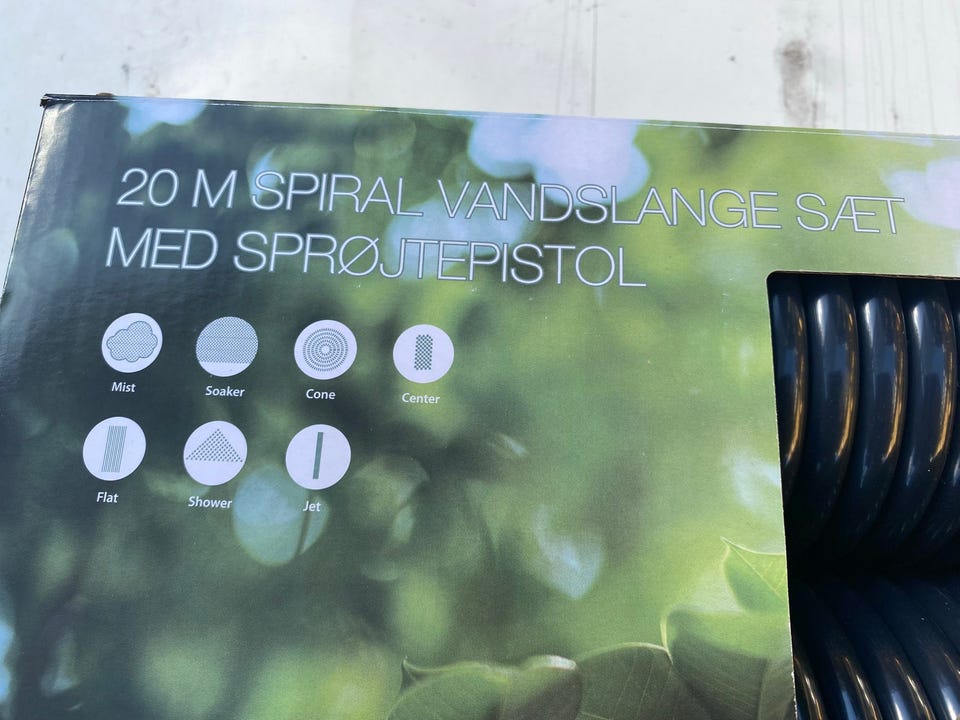 20 M SPIRAL VANDSLANGE SÆT
MED SPRØJTEPISTOL
Mist Soaker Cone Center
Flat Shower Jet